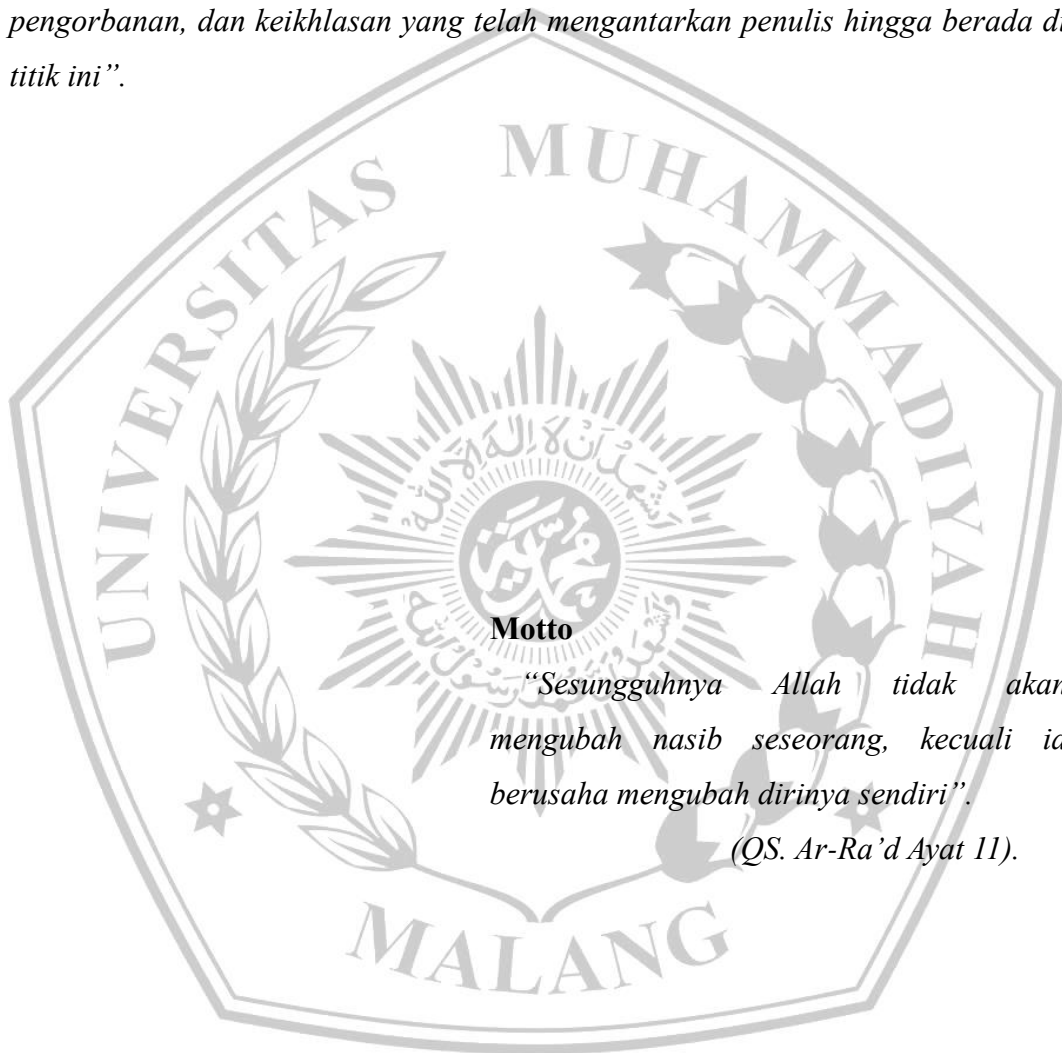 pengorbanan, dan keikhlasan yang telah mengantarkan penulis hingga berada di
titik ini”.
UNIVERSITAS MUHAMMADIYAH
Motto
“Sesungguhnya Allah tidak akan
mengubah nasib seseorang, kecuali ia
berusaha mengubah dirinya sendiri”.
(QS. Ar-Ra’d Ayat 11).
MALANG